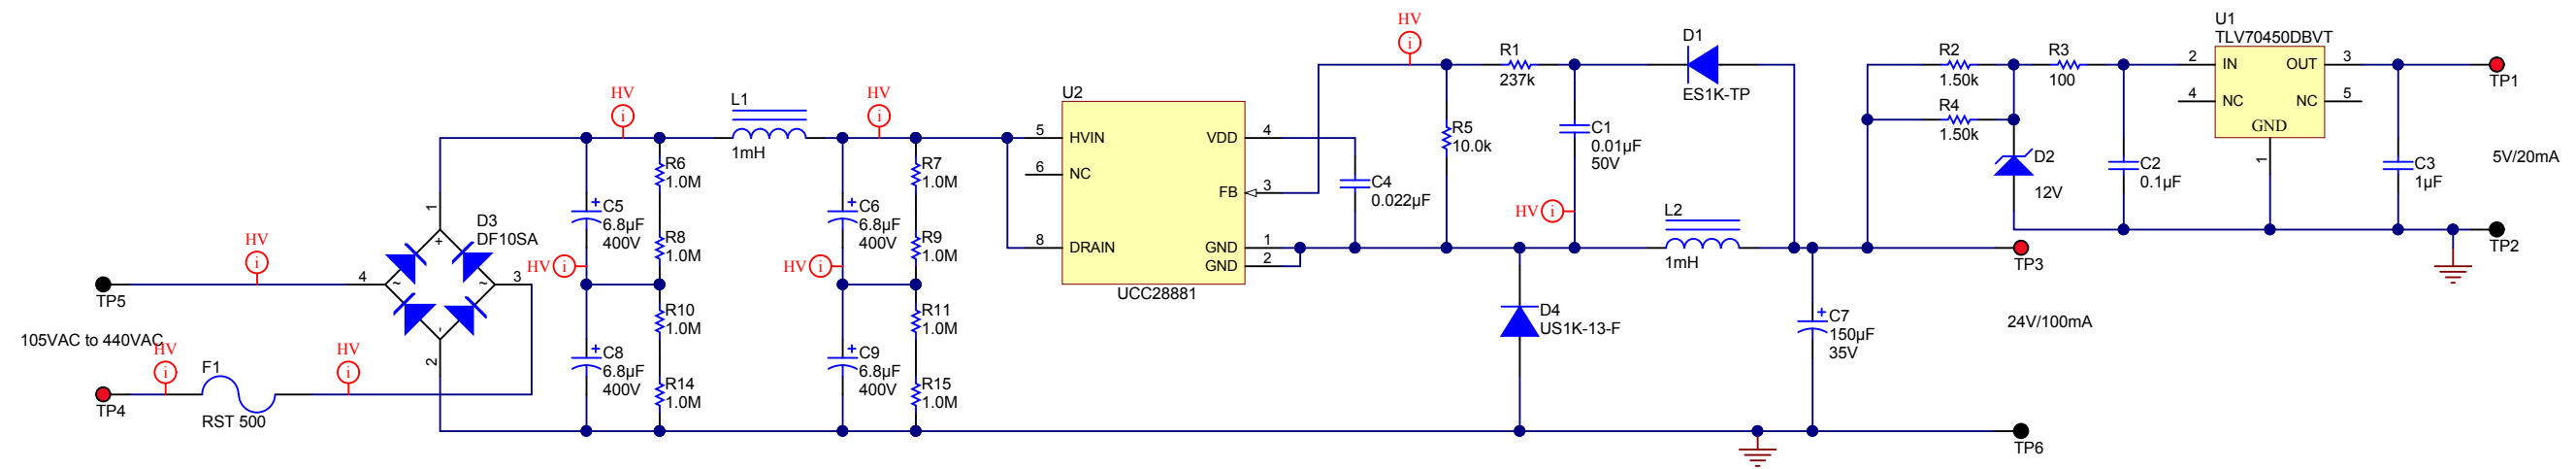 105VAC to 440VAC
TP5
TP4
HV
i
HV
i
F1
RST 500
HV
i
D3
DF10SA
1
2
3
4
+
-
~
~
HV
i
C5
+
6.8µF
400V
HV
i
C8
+
6.8µF
400V
R6
1.0M
R8
1.0M
R10
1.0M
R14
1.0M
L1
1mH
HV
i
C6
+
6.8µF
400V
HV
i
C9
+
6.8µF
400V
R7
1.0M
R9
1.0M
R11
1.0M
R15
1.0M
U2
5 HVIN VDD 4
6 NC
FB 3
8 DRAIN GND 1
GND 2
UCC28881
C4
0.022µF
HV
i
R5
10.0k
R1
237k
C1
0.01µF
50V
HV
i
D1
ES1K-TP
D4
US1K-13-F
L2
1mH
C7
+
150µF
35V
TP3
24V/100mA
TP6
R2
1.50k
R4
1.50k
R3
100
D2
12V
C2
0.1µF
U1
TLV70450DBVT
2 IN OUT 3
4 NC NC 5
GND
1
C3
1µF
TP1
5V/20mA
TP2